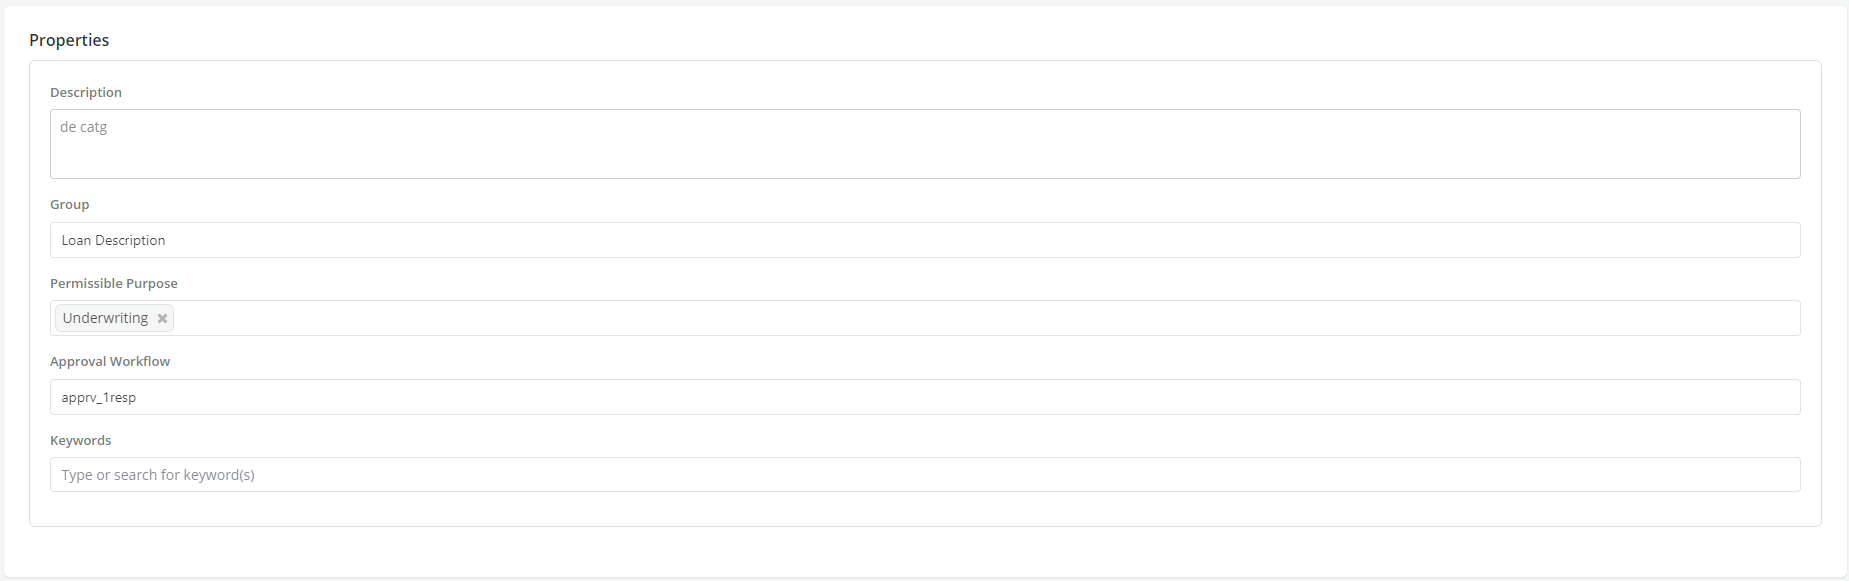 Properties
Description
de catg
Group
Loan Description
Permissible Purpose
Underwriting ×
Approval Workflow
apprv_1resp
Keywords
Type or search for keyword(s)